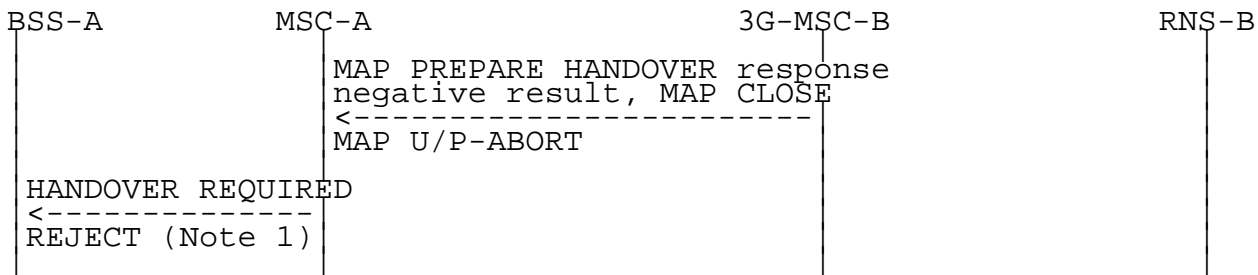 BSS-A MSC-A 3G-MSC-B RNS-B
MAP PREPARE HANDOVER response
negative result, MAP CLOSE
<------------------------
MAP U/P-ABORT
HANDOVER REQUIRED
<--------------
REJECT (Note 1)